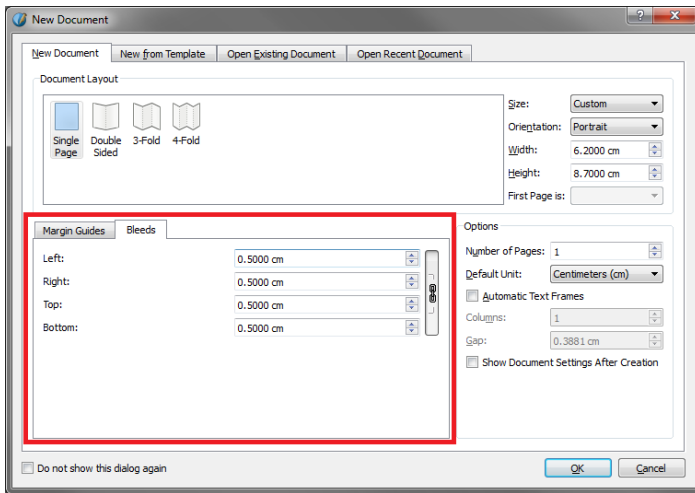 New Document
New Document New from Template Open Existing Document Open Recent Document
Document Layout
Single Page
Double Sided
3-Fold
4-Fold
Size: Custom
Orientation: Portrait
Width: 6.2000 cm
Height: 8.7000 cm
First Page is:
Margin Guides Bleeds
Left: 0.5000 cm
Right: 0.5000 cm
Top: 0.5000 cm
Bottom: 0.5000 cm
Options
Number of Pages: 1
Default Unit: Centimeters (cm)
Automatic Text Frames
Columns: 1
Gap: 0.3881 cm
Show Document Settings After Creation
Do not show this dialog again
OK Cancel